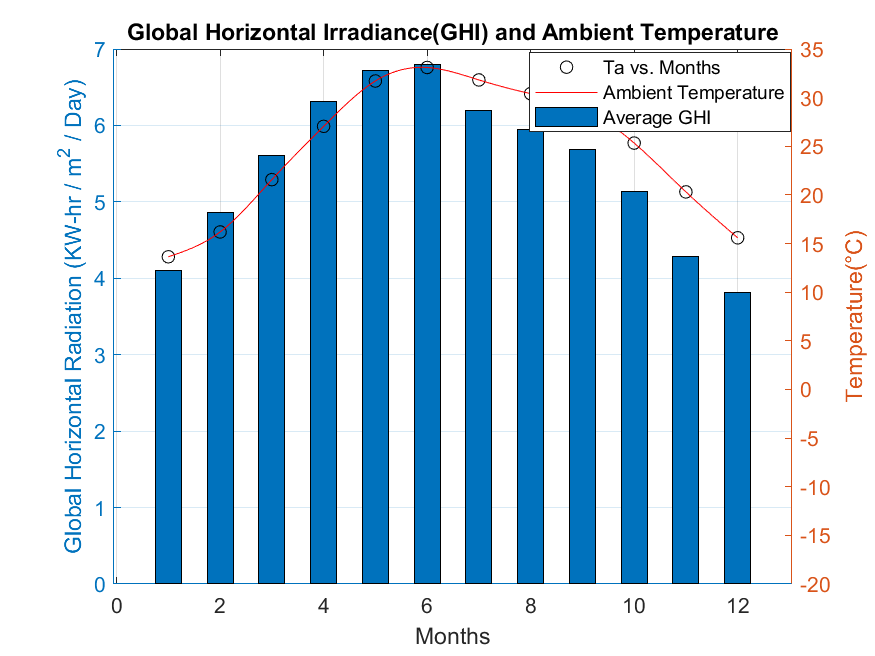 Global Horizontal Irradiance(GHI) and Ambient Temperature
Ta vs. Months
Ambient Temperature
Average GHI
Global Horizontal Radiation (KW-hr / m² / Day)
7
6
5
4
3
2
1
0
35
30
25
20
15
10
5
0
-5
-10
-15
-20
Temperature(°C)
0 2 4 6 8 10 12
Months